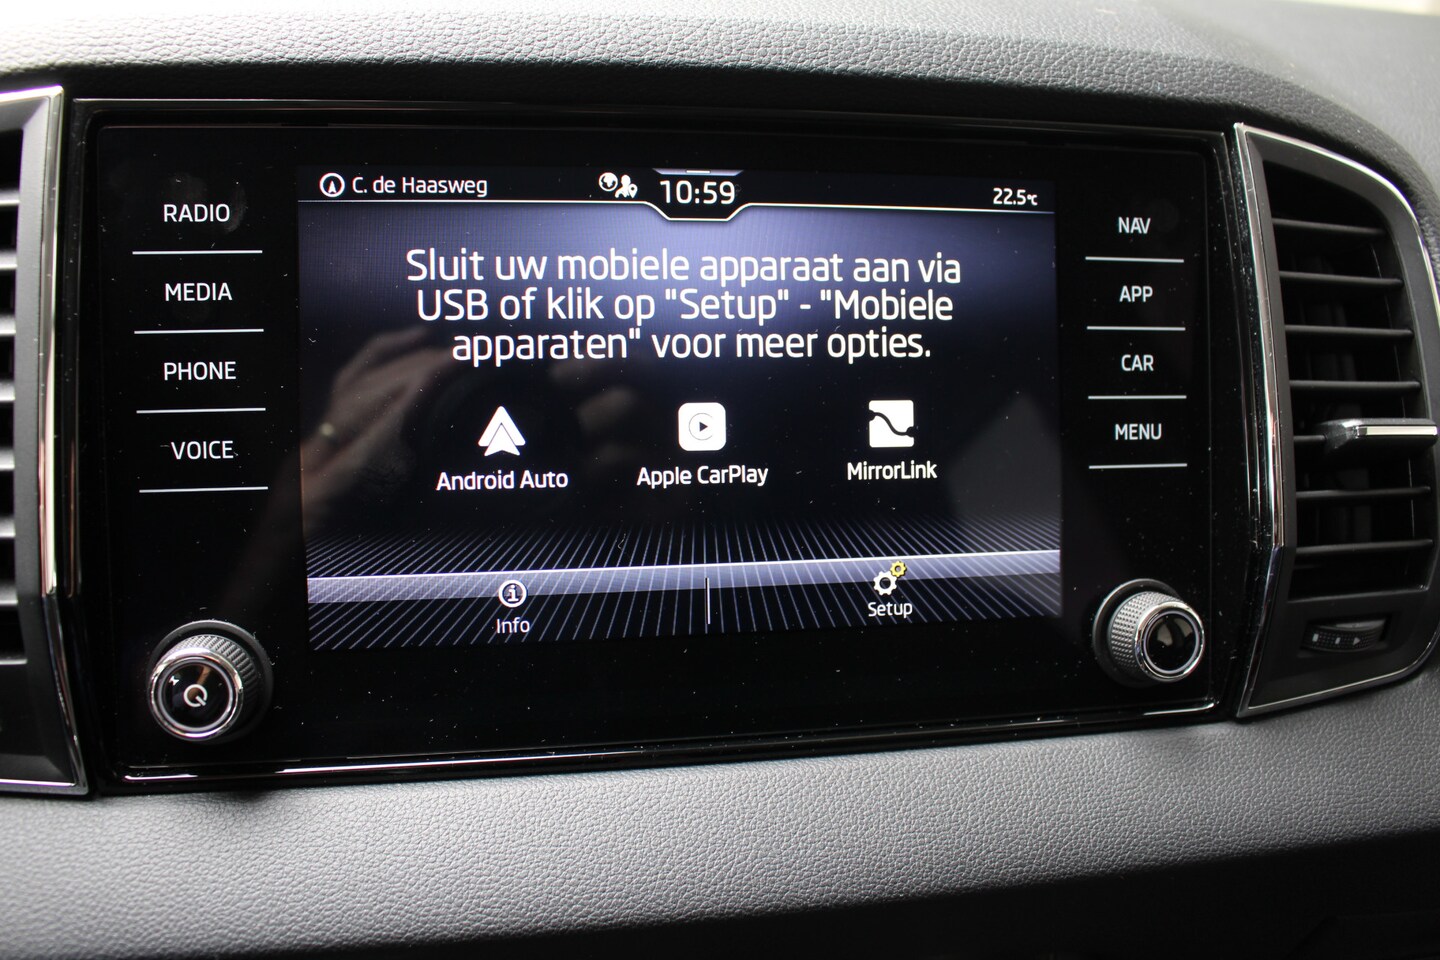 C. de Haasweg
10:59
22.5°C
RADIO
MEDIA
PHONE
VOICE
Sluit uw mobiele apparaat aan via
USB of klik op "Setup" - "Mobiele
apparaten" voor meer opties.
Android Auto
Apple CarPlay
MirrorLink
Info
Setup
NAV
APP
CAR
MENU